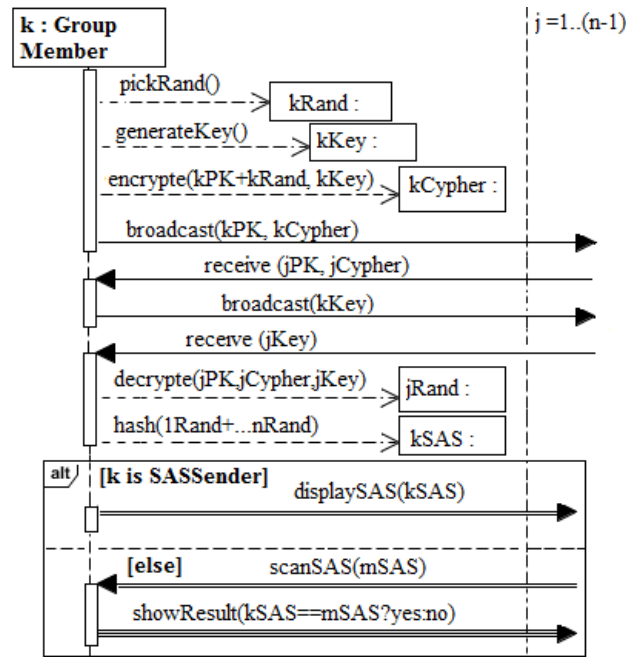 k : Group
Member
j =1..(n-1)
pickRand()
kRand :
generateKey()
kKey :
encrypte(kPK+kRand, kKey)
kCypher :
broadcast(kPK, kCypher)
receive (jPK, jCypher)
broadcast(kKey)
receive (jKey)
decrypte(jPK,jCypher,jKey)
jRand :
hash(1Rand+...nRand)
kSAS :
alt
[k is SASSender]
displaySAS(kSAS)
[else]
scanSAS(mSAS)
showResult(kSAS==mSAS?yes:no)